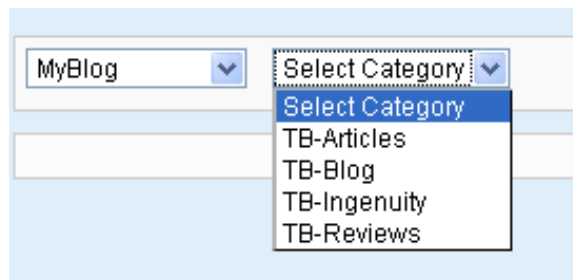 MyBlog
Select Category
Select Category
TB-Articles
TB-Blog
TB-Ingenuity
TB-Reviews